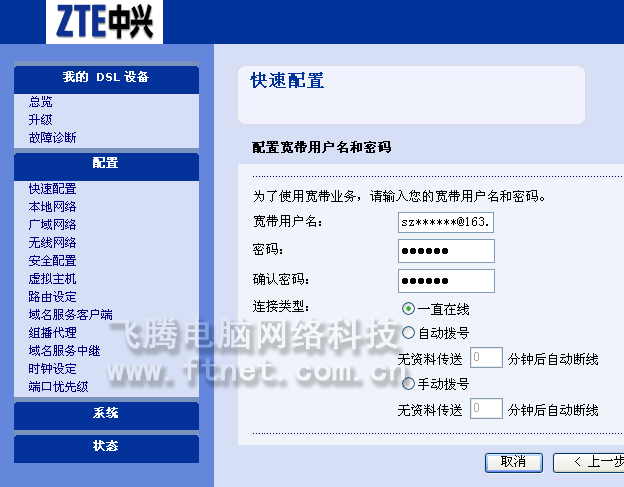 ZTE中兴
我的 DSL 设备
总览
升级
故障诊断
配置
快速配置
本地网络
广域网络
无线网络
安全配置
虚拟主机
路由设定
域名服务客户端
组播代理
域名服务中继
时钟设定
端口优先级
系统
状态
快速配置
配置宽带用户名和密码
为了使用宽带业务，请输入您的宽带用户名和密码。
宽带用户名： sz******@163.
密码： ●●●●●●
确认密码： ●●●●●●
连接类型： 一直在线
自动拨号
无资料传送 0 分钟后自动断线
手动拨号
无资料传送 0 分钟后自动断线
取消 < 上一步
飞腾电脑网络科技
www.ftnet.com.cn